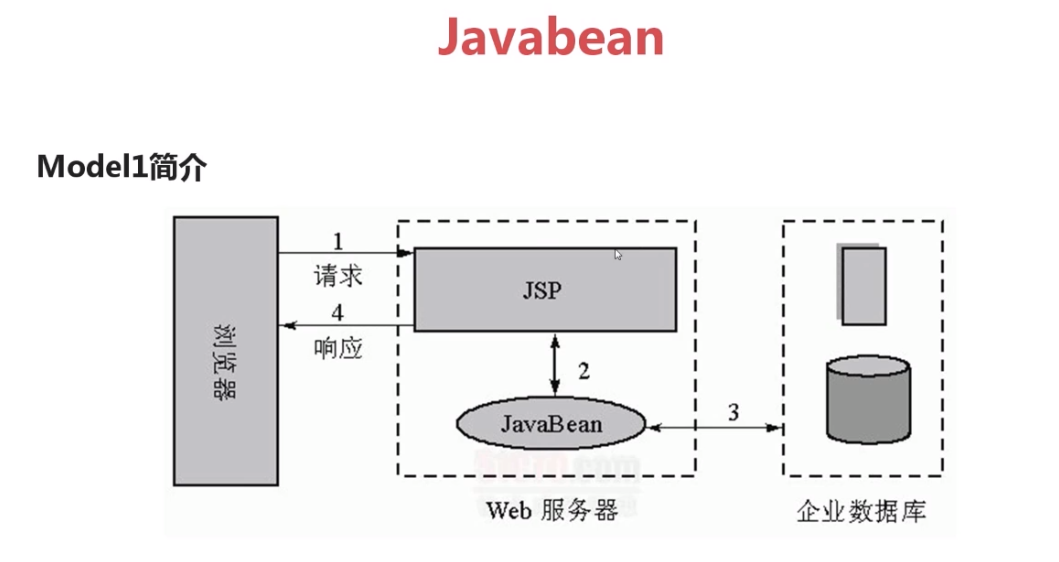 Javabean
Model1简介
1
请求
4
响应
浏览器
JSP
2
JavaBean
3
Web 服务器
企业数据库